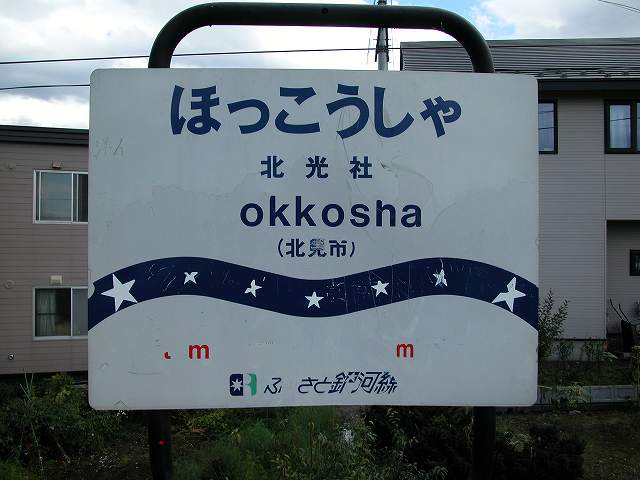 ほっこうしゃ
北光社
okkosha
(北見市)
m m
ふ さと銀河線